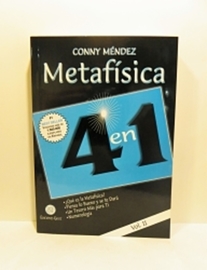 CONNY MÉNDEZ
Metafísica
4 en 1
•¿Qué es la Metafísica?
•Piensa lo Bueno y se te Dará
•Un Tesoro Más para Ti
•Numerología
Vol. II